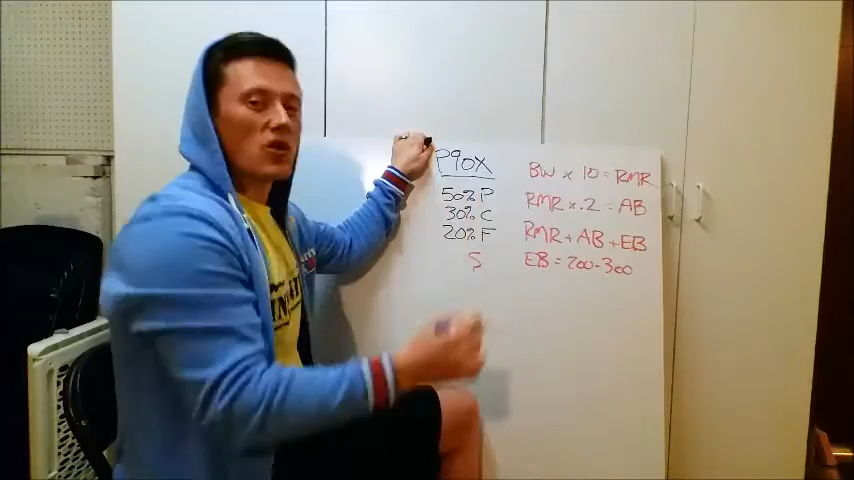 P90X
50% P
30% C
20% F
S
BW x 10 = RMR
RMR x .2 = AB
RMR + AB + EB
EB = 200-300